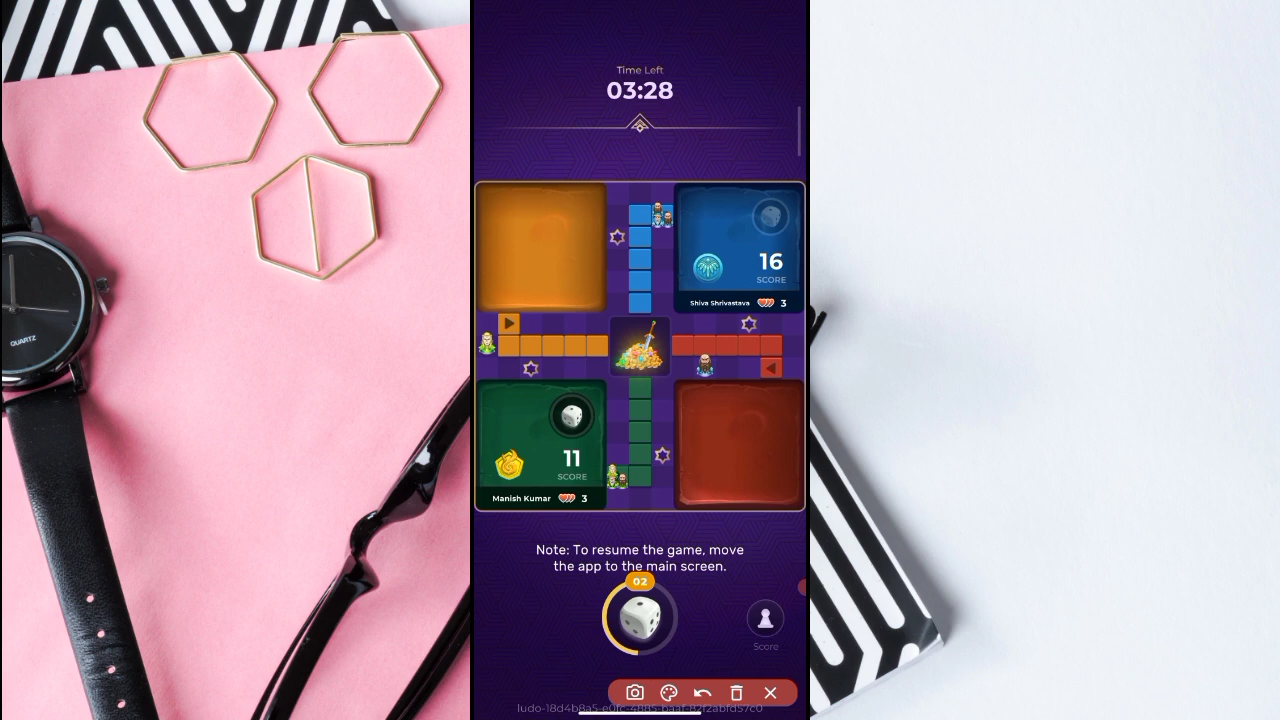 Time Left
03:28
QUARTZ
16
SCORE
Shiva Shrivastava 3
11
SCORE
Manish Kumar 3
Note: To resume the game, move
the app to the main screen.
02
Score